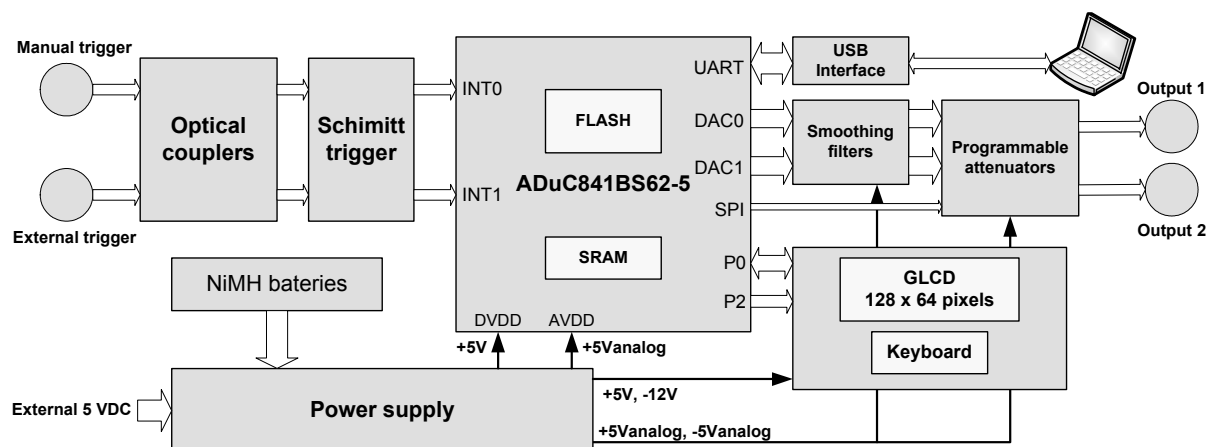 Manual trigger
External trigger
Optical
couplers
Schimitt
trigger
INT0
INT1
FLASH
ADuC841BS62-5
SRAM
UART
DAC0
DAC1
SPI
P0
P2
DVDD
AVDD
USB
Interface
Smoothing
filters
Programmable
attenuators
Output 1
Output 2
GLCD
128 x 64 pixels
Keyboard
NiMH bateries
+5V
+5Vanalog
External 5 VDC
Power supply
+5V, -12V
+5Vanalog, -5Vanalog